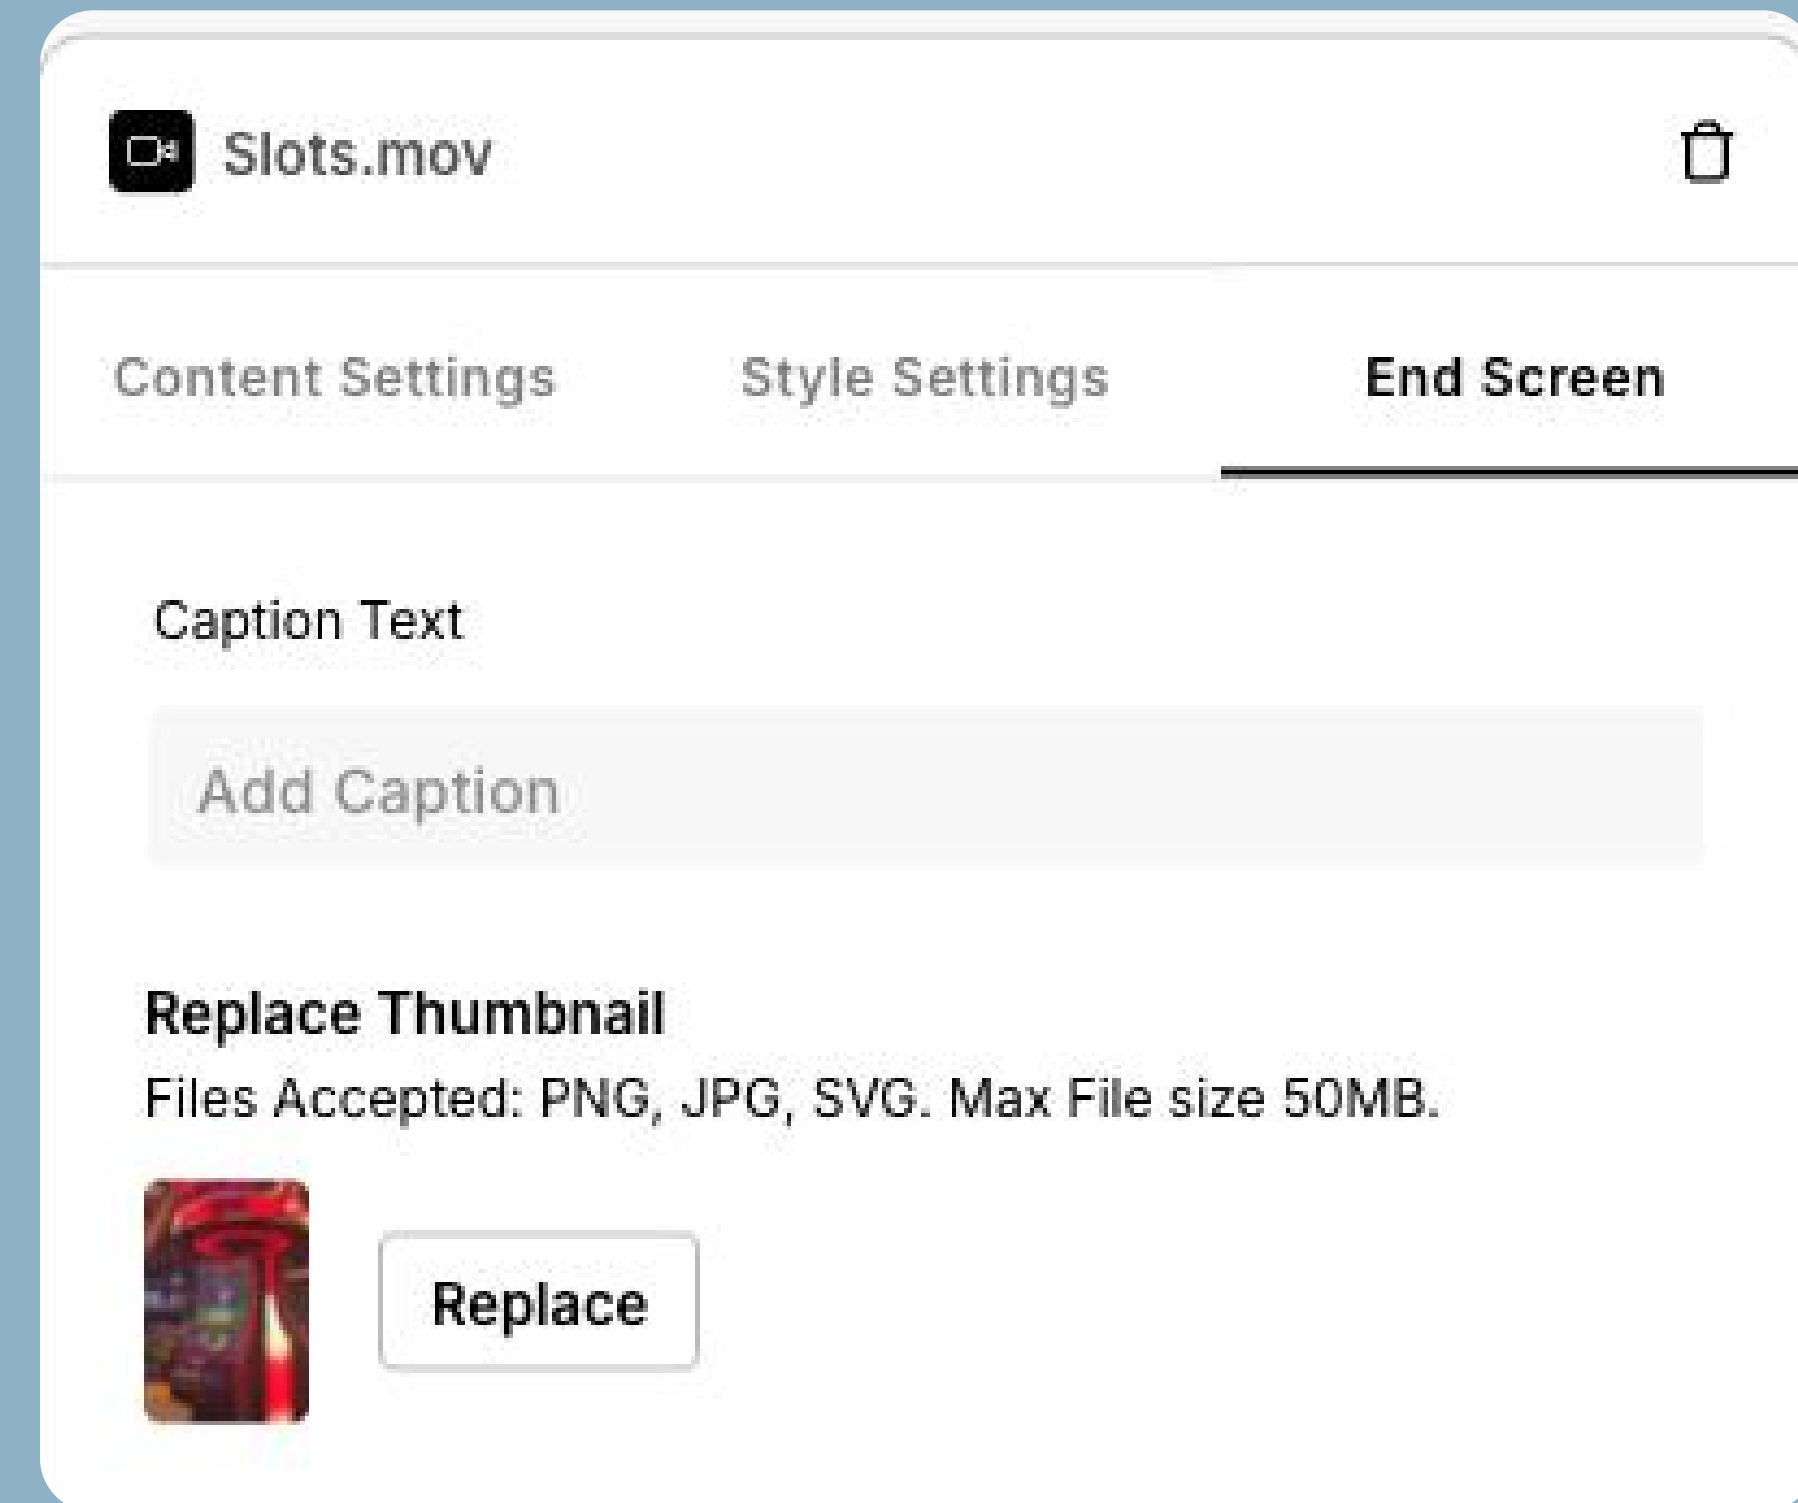 Slots.mov
Content Settings Style Settings End Screen
Caption Text
Add Caption
Replace Thumbnail
Files Accepted: PNG, JPG, SVG. Max File size 50MB.
Replace